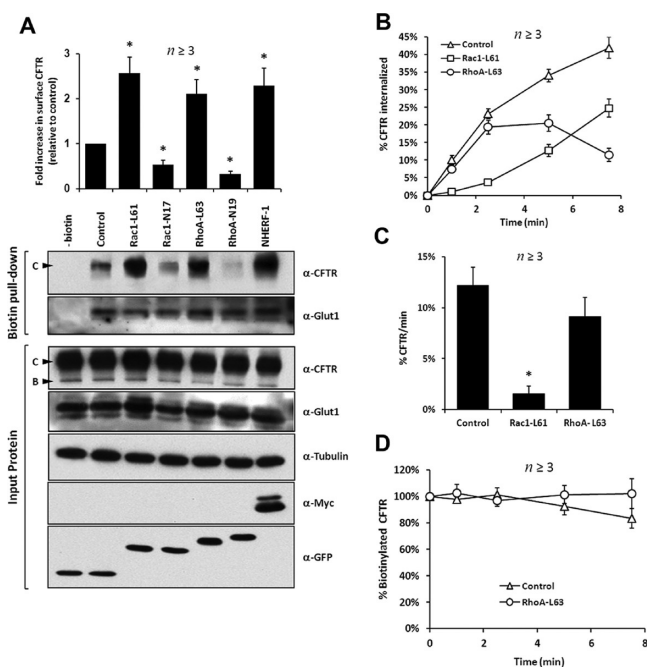 A
n ≥ 3
Fold increase in surface CFTR
(relative to control)
3
2
1
0
*
*
*
*
*
- biotin
Control
Rac1-L61
Rac1-N17
RhoA-L63
RhoA-N19
NHERF-1
Biotin pull-down
C
α-CFTR
α-Glut1
Input Protein
C
B
α-CFTR
α-Glut1
α-Tubulin
α-Myc
α-GFP
B
n ≥ 3
Control
Rac1-L61
RhoA-L63
% CFTR internalized
45%
40%
35%
30%
25%
20%
15%
10%
5%
0%
0 2 4 6 8
Time (min)
C
n ≥ 3
% CFTR/min
15%
10%
5%
0%
*
Control Rac1-L61 RhoA-L63
D
n ≥ 3
% Biotinylated CFTR
120%
100%
80%
60%
40%
20%
0%
Control
RhoA-L63
0 2 4 6 8
Time (min)